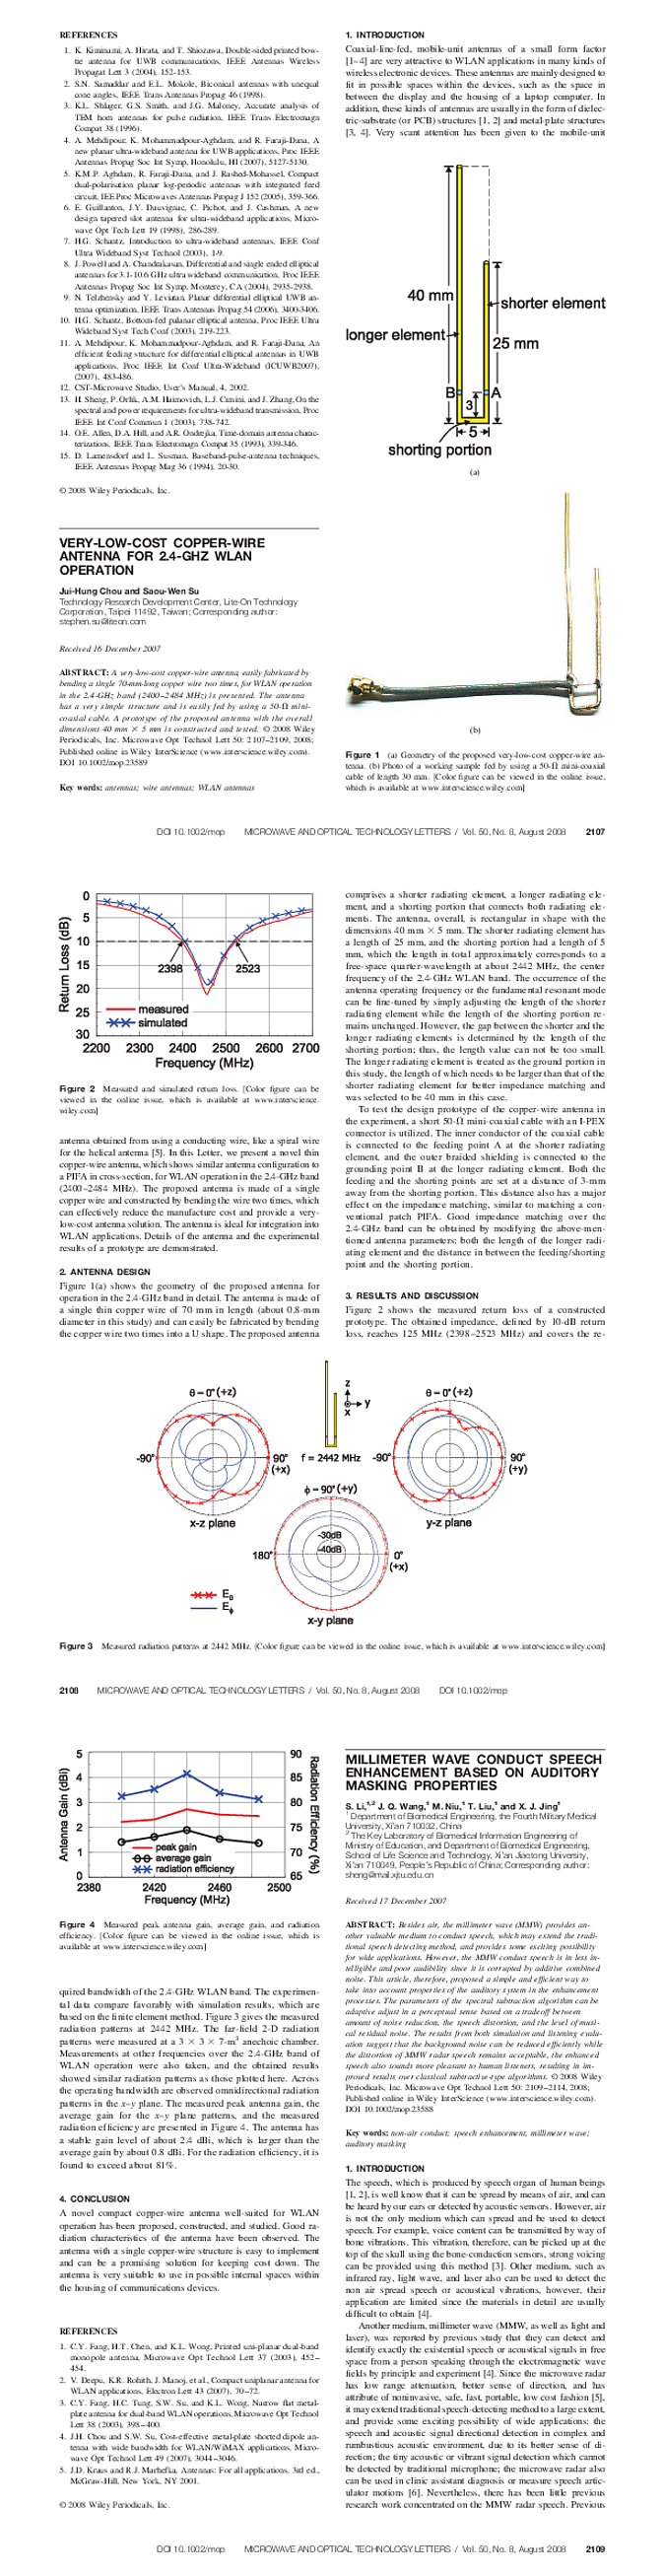 REFERENCES
1. K. Kiminami, A. Hirata, and T. Shiozawa, Double-sided printed bow-
tie antenna for UWB communications, IEEE Antennas Wireless
Propagat Lett 3 (2004), 152-153.
2. S.N. Samaddar and E.L. Mokole, Biconical antennas with unequal
cone angles, IEEE Trans Antennas Propag 46 (1998).
3. K.L. Shlager, G.S. Smith, and J.G. Maloney, Accurate analysis of
TEM horn antennas for pulse radiation, IEEE Trans Electromagn
Compat 38 (1996).
4. A. Mehdipour, K. Mohammadpour-Aghdam, and R. Faraji-Dana, A
new planar ultra-wideband antenna for UWB applications, Proc IEEE
Antennas Propag Soc Int Symp, Honolulu, HI (2007), 5127-5130.
5. K.M.P. Aghdam, R. Faraji-Dana, and J. Rashed-Mohassel, Compact
dual-polarisation planar log-periodic antennas with integrated feed
circuit, IEE Proc Microwaves Antennas Propag J 152 (2005), 359-366.
6. E. Guillanton, J.Y. Dauvignac, C. Pichot, and J. Cashman, A new
design tapered slot antenna for ultra-wideband applications, Micro-
wave Opt Tech Lett 19 (1998), 286-289.
7. H.G. Schantz, Introduction to ultra-wideband antennas, IEEE Conf
Ultra Wideband Syst Technol (2003), 1-9.
8. J. Powell and A. Chandrakasan, Differential and single ended elliptical
antennas for 3.1-10.6 GHz ultra wideband communication, Proc IEEE
Antennas Propag Soc Int Symp, Monterey, CA (2004), 2935-2938.
9. N. Telzhensky and Y. Leviatan, Planar differential elliptical UWB an-
tenna optimization, IEEE Trans Antennas Propag 54 (2006), 3400-3406.
10. H.G. Schantz, Bottom-fed palanar elliptical antenna, Proc IEEE Ultra
Wideband Syst Tech Conf (2003), 219-223.
11. A. Mehdipour, K. Mohammadpour-Aghdam, and R. Faraji-Dana, An
efficient feeding structure for differential elliptical antennas in UWB
applications, Proc IEEE Int Conf Ultra-Wideband (ICUWB2007),
(2007), 483-486.
12. CST-Microwave Studio, User's Manual, 4, 2002.
13. H. Sheng, P. Orlik, A.M. Haimovich, L.J. Cimini, and J. Zhang, On the
spectral and power requirements for ultra-wideband transmission, Proc
IEEE Int Conf Commun 1 (2003), 738-742.
14. O.E. Allen, D.A. Hill, and A.R. Ondrejka, Time-domain antenna charac-
terizations, IEEE Trans Electromagn Compat 35 (1993), 339-346.
15. D. Lamensdorf and L. Susman, Baseband-pulse-antenna techniques,
IEEE Antennas Propag Mag 36 (1994), 20-30.
© 2008 Wiley Periodicals, Inc.
VERY-LOW-COST COPPER-WIRE
ANTENNA FOR 2.4-GHZ WLAN
OPERATION
Jui-Hung Chou and Saou-Wen Su
Technology Research Development Center, Lite-On Technology
Corporation, Taipei 11492, Taiwan; Corresponding author:
stephen.su@liteon.com
Received 16 December 2007
ABSTRACT: A very-low-cost copper-wire antenna, easily fabricated by
bending a single 70-mm-long copper wire two times, for WLAN operation
in the 2.4-GHz band (2400–2484 MHz) is presented. The antenna
has a very simple structure and is easily fed by using a 50-Ω mini-
coaxial cable. A prototype of the proposed antenna with the overall
dimensions 40 mm × 5 mm is constructed and tested. © 2008 Wiley
Periodicals, Inc. Microwave Opt Technol Lett 50: 2107–2109, 2008;
Published online in Wiley InterScience (www.interscience.wiley.com).
DOI 10.1002/mop.23589
Key words: antennas; wire antennas; WLAN antennas
1. INTRODUCTION
Coaxial-line-fed, mobile-unit antennas of a small form factor
[1–4] are very attractive to WLAN applications in many kinds of
wireless electronic devices. These antennas are mainly designed to
fit in possible spaces within the devices, such as the space in
between the display and the housing of a laptop computer. In
addition, these kinds of antennas are usually in the form of dielec-
tric-substrate (or PCB) structures [1, 2] and metal-plate structures
[3, 4]. Very scant attention has been given to the mobile-unit
40 mm
shorter element
longer element
25 mm
B
A
3
5
shorting portion
(a)
(b)
Figure 1 (a) Geometry of the proposed very-low-cost copper-wire an-
tenna. (b) Photo of a working sample fed by using a 50-Ω mini-coaxial
cable of length 30 mm. [Color figure can be viewed in the online issue,
which is available at www.interscience.wiley.com]
DOI 10.1002/mop MICROWAVE AND OPTICAL TECHNOLOGY LETTERS / Vol. 50, No. 8, August 2008 2107
0
5
10
15
20
25
30
Return Loss (dB)
2398
2523
measured
simulated
2200 2300 2400 2500 2600 2700
Frequency (MHz)
Figure 2 Measured and simulated return loss. [Color figure can be
viewed in the online issue, which is available at www.interscience.
wiley.com]
antenna obtained from using a conducting wire, like a spiral wire
for the helical antenna [5]. In this Letter, we present a novel thin
copper-wire antenna, which shows similar antenna configuration to
a PIFA in cross-section, for WLAN operation in the 2.4-GHz band
(2400–2484 MHz). The proposed antenna is made of a single
copper wire and constructed by bending the wire two times, which
can effectively reduce the manufacture cost and provide a very-
low-cost antenna solution. The antenna is ideal for integration into
WLAN applications. Details of the antenna and the experimental
results of a prototype are demonstrated.
2. ANTENNA DESIGN
Figure 1(a) shows the geometry of the proposed antenna for
operation in the 2.4-GHz band in detail. The antenna is made of
a single thin copper wire of 70 mm in length (about 0.8-mm
diameter in this study) and can easily be fabricated by bending
the copper wire two times into a U shape. The proposed antenna
comprises a shorter radiating element, a longer radiating ele-
ment, and a shorting portion that connects both radiating ele-
ments. The antenna, overall, is rectangular in shape with the
dimensions 40 mm × 5 mm. The shorter radiating element has
a length of 25 mm, and the shorting portion had a length of 5
mm, which the length in total approximately corresponds to a
free-space quarter-wavelength at about 2442 MHz, the center
frequency of the 2.4-GHz WLAN band. The occurrence of the
antenna operating frequency or the fundamental resonant mode
can be fine-tuned by simply adjusting the length of the shorter
radiating element while the length of the shorting portion re-
mains unchanged. However, the gap between the shorter and the
longer radiating elements is determined by the length of the
shorting portion; thus, the length value can not be too small.
The longer radiating element is treated as the ground portion in
this study, the length of which needs to be larger than that of the
shorter radiating element for better impedance matching and
was selected to be 40 mm in this case.
To test the design prototype of the copper-wire antenna in
the experiment, a short 50-Ω mini-coaxial cable with an I-PEX
connector is utilized. The inner conductor of the coaxial cable
is connected to the feeding point A at the shorter radiating
element, and the outer braided shielding is connected to the
grounding point B at the longer radiating element. Both the
feeding and the shorting points are set at a distance of 3-mm
away from the shorting portion. This distance also has a major
effect on the impedance matching, similar to matching a con-
ventional patch PIFA. Good impedance matching over the
2.4-GHz band can be obtained by modifying the above-men-
tioned antenna parameters: both the length of the longer radi-
ating element and the distance in between the feeding/shorting
point and the shorting portion.
3. RESULTS AND DISCUSSION
Figure 2 shows the measured return loss of a constructed
prototype. The obtained impedance, defined by 10-dB return
loss, reaches 125 MHz (2398–2523 MHz) and covers the re-
θ = 0° (+z)
-90°
90°
(+x)
x-z plane
z
y
x
f = 2442 MHz
θ = 0° (+z)
-90°
90°
(+y)
y-z plane
ϕ = 90° (+y)
-30dB
-40dB
180°
0°
(+x)
x-y plane
Eθ
Eϕ
Figure 3 Measured radiation patterns at 2442 MHz. [Color figure can be viewed in the online issue, which is available at www.interscience.wiley.com]
2108 MICROWAVE AND OPTICAL TECHNOLOGY LETTERS / Vol. 50, No. 8, August 2008 DOI 10.1002/mop
5
4
3
2
1
0
Antenna Gain (dBi)
90
85
80
75
70
65
Radiation Efficiency (%)
peak gain
average gain
radiation efficiency
2380 2420 2460 2500
Frequency (MHz)
Figure 4 Measured peak antenna gain, average gain, and radiation
efficiency. [Color figure can be viewed in the online issue, which is
available at www.interscience.wiley.com]
quired bandwidth of the 2.4-GHz WLAN band. The experimen-
tal data compare favorably with simulation results, which are
based on the finite element method. Figure 3 gives the measured
radiation patterns at 2442 MHz. The far-field 2-D radiation
patterns were measured at a 3 × 3 × 7-m³ anechoic chamber.
Measurements at other frequencies over the 2.4-GHz band of
WLAN operation were also taken, and the obtained results
showed similar radiation patterns as those plotted here. Across
the operating bandwidth are observed omnidirectional radiation
patterns in the x–y plane. The measured peak antenna gain, the
average gain for the x–y plane patterns, and the measured
radiation efficiency are presented in Figure 4. The antenna has
a stable gain level of about 2.4 dBi, which is larger than the
average gain by about 0.8 dBi. For the radiation efficiency, it is
found to exceed about 81%.
4. CONCLUSION
A novel compact copper-wire antenna well-suited for WLAN
operation has been proposed, constructed, and studied. Good ra-
diation characteristics of the antenna have been observed. The
antenna with a single copper-wire structure is easy to implement
and can be a promising solution for keeping cost down. The
antenna is very suitable to use in possible internal spaces within
the housing of communications devices.
REFERENCES
1. C.Y. Fang, H.T. Chen, and K.L. Wong, Printed uni-planar dual-band
monopole antenna, Microwave Opt Tech Lett 37 (2003), 452–
454.
2. V. Deepu, K.R. Rohith, J. Manoj, et al., Compact uniplanar antenna for
WLAN applications, Electron Lett 43 (2007), 70–72.
3. C.Y. Fang, H.C. Tung, S.W. Su, and K.L. Wong, Narrow flat metal-
plate antenna for dual-band WLAN operations, Microwave Opt Technol
Lett 38 (2003), 398–400.
4. J.H. Chou and S.W. Su, Cost-effective metal-plate shorted dipole an-
tenna with wide bandwidth for WLAN/WiMAX applications, Micro-
wave Opt Technol Lett 49 (2007), 3044–3046.
5. J.D. Kraus and R.J. Marhefka, Antennas: For all applications, 3rd ed.,
McGraw-Hill, New York, NY 2001.
© 2008 Wiley Periodicals, Inc.
MILLIMETER WAVE CONDUCT SPEECH
ENHANCEMENT BASED ON AUDITORY
MASKING PROPERTIES
S. Li,1,2 J. Q. Wang,1 M. Niu,1 T. Liu,1 and X. J. Jing1
1 Department of Biomedical Engineering, the Fourth Military Medical
University, Xi'an 710032, China
2 The Key Laboratory of Biomedical Information Engineering of
Ministry of Education, and Department of Biomedical Engineering,
School of Life Science and Technology, Xi'an Jiaotong University,
Xi'an 710049, People's Republic of China; Corresponding author:
sheng@mail.xjtu.edu.cn
Received 17 December 2007
ABSTRACT: Besides air, the millimeter wave (MMW) provides an-
other valuable medium to conduct speech, which may extend the tradi-
tional speech detecting method, and provides some exciting possibility
for wide applications. However, the MMW conduct speech is in less in-
telligible and poor audibility since it is corrupted by additive combined
noise. This article, therefore, proposed a simple and efficient way to
take into account properties of the auditory system in the enhancement
process. The parameters of the spectral subtraction algorithm can be
adaptive adjust in a perceptual sense based on a tradeoff between
amount of noise reduction, the speech distortion, and the level of musi-
cal residual noise. The results from both simulation and listening evalu-
ation suggest that the background noise can be reduced efficiently while
the distortion of MMW radar speech remains acceptable, the enhanced
speech also sounds more pleasant to human listeners, resulting in im-
proved results over classical subtractive-type algorithms. © 2008 Wiley
Periodicals, Inc. Microwave Opt Technol Lett 50: 2109–2114, 2008;
Published online in Wiley InterScience (www.interscience.wiley.com).
DOI 10.1002/mop.23588
Key words: non-air conduct; speech enhancement, millimeter wave;
auditory masking
1. INTRODUCTION
The speech, which is produced by speech organ of human beings
[1, 2], is well know that it can be spread by means of air, and can
be heard by our ears or detected by acoustic sensors. However, air
is not the only medium which can spread and be used to detect
speech. For example, voice content can be transmitted by way of
bone vibrations. This vibration, therefore, can be picked up at the
top of the skull using the bone-conduction sensors, strong voicing
can be provided using this method [3]. Other medium, such as
infrared ray, light wave, and laser also can be used to detect the
non air spread speech or acoustical vibrations, however, their
application are limited since the materials in detail are usually
difficult to obtain [4].
Another medium, millimeter wave (MMW, as well as light and
laser), was reported by previous study that they can detect and
identify exactly the existential speech or acoustical signals in free
space from a person speaking through the electromagnetic wave
fields by principle and experiment [4]. Since the microwave radar
has low range attenuation, better sense of direction, and has
attribute of noninvasive, safe, fast, portable, low cost fashion [5],
it may extend traditional speech-detecting method to a large extent,
and provide some exciting possibility of wide applications: the
speech and acoustic signal directional detection in complex and
rumbustious acoustic environment, due to its better sense of di-
rection; the tiny acoustic or vibrant signal detection which cannot
be detected by traditional microphone; the microwave radar also
can be used in clinic assistant diagnosis or measure speech artic-
ulator motions [6]. Nevertheless, there has been little previous
research work concentrated on the MMW radar speech. Previous
DOI 10.1002/mop MICROWAVE AND OPTICAL TECHNOLOGY LETTERS / Vol. 50, No. 8, August 2008 2109